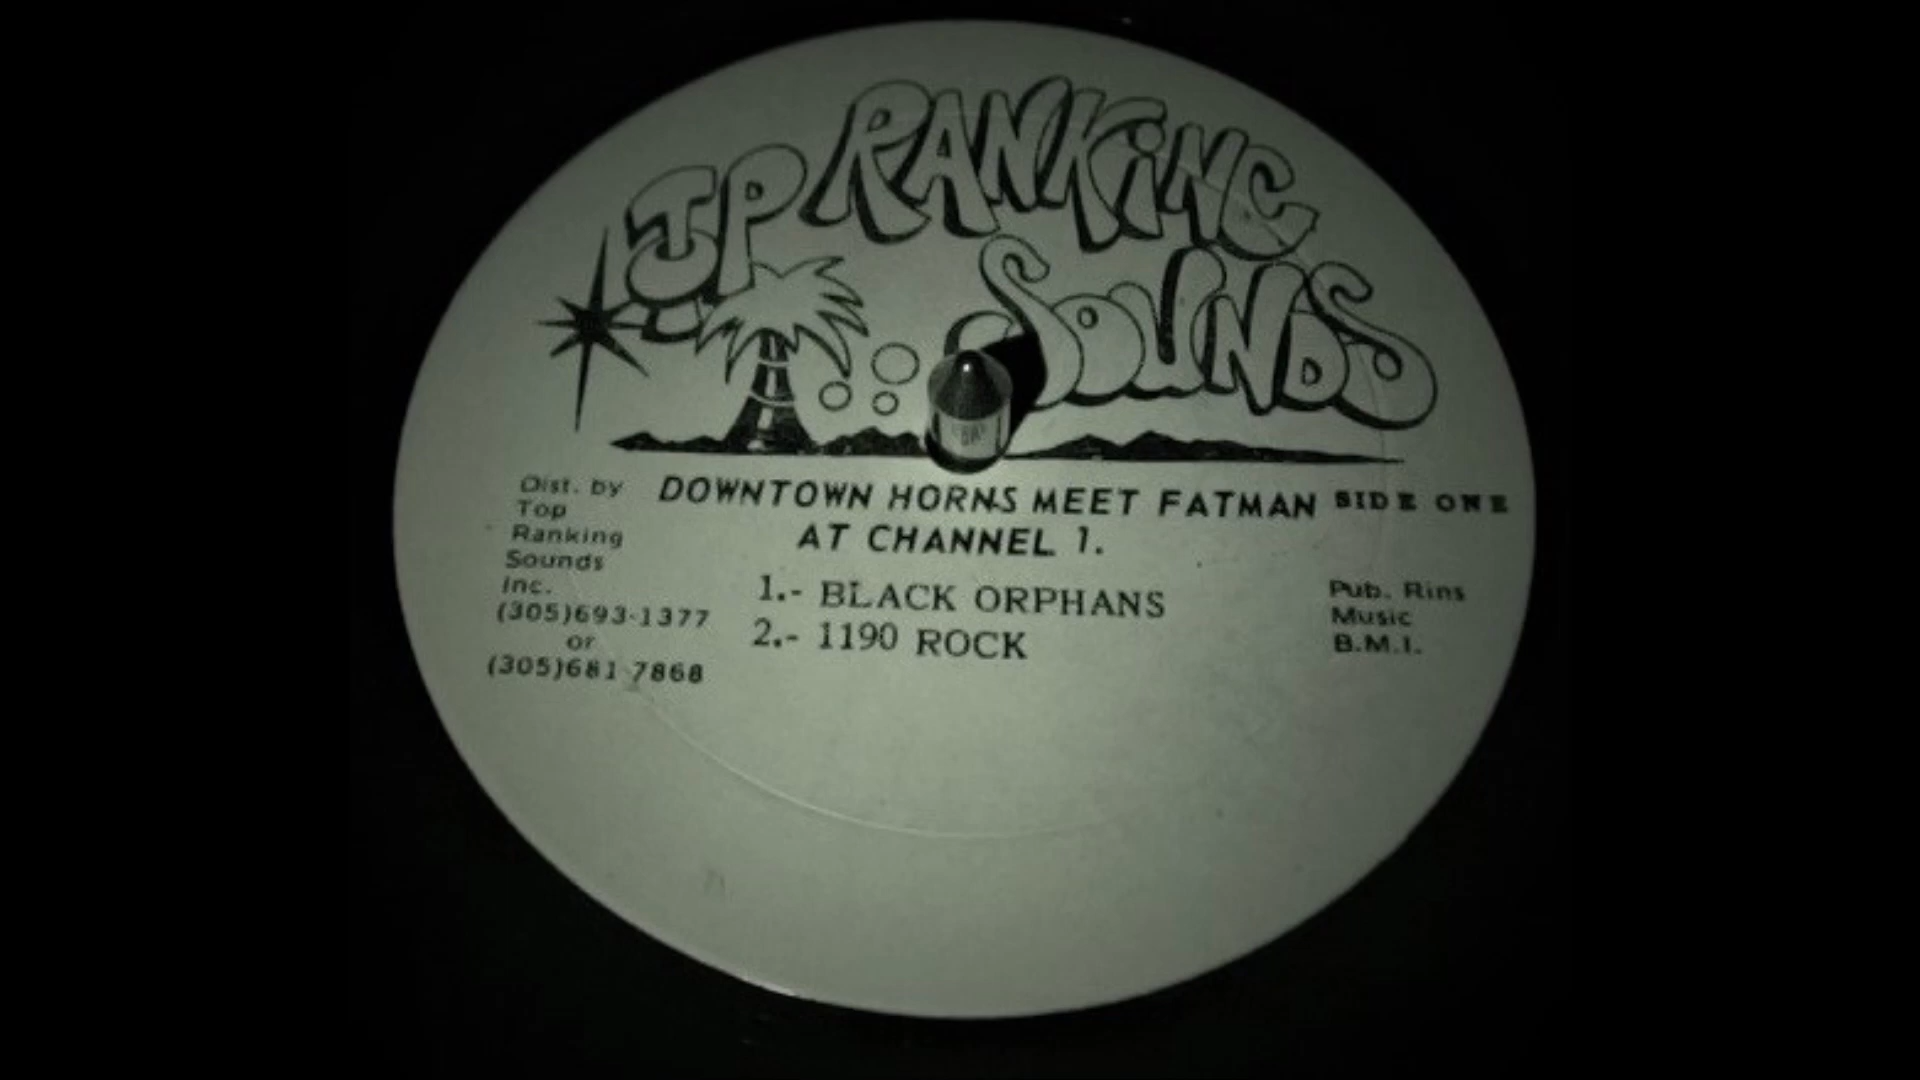 JP RANKING
SOUNDS
DOWNTOWN HORNS MEET FATMAN
AT CHANNEL 1.
SIDE ONE
Dist. by
Top
Ranking
Sounds
Inc.
(305)693-1377
or
(305)681-7868
1.- BLACK ORPHANS
2.- 1190 ROCK
Pub. Rins
Music
B.M.I.